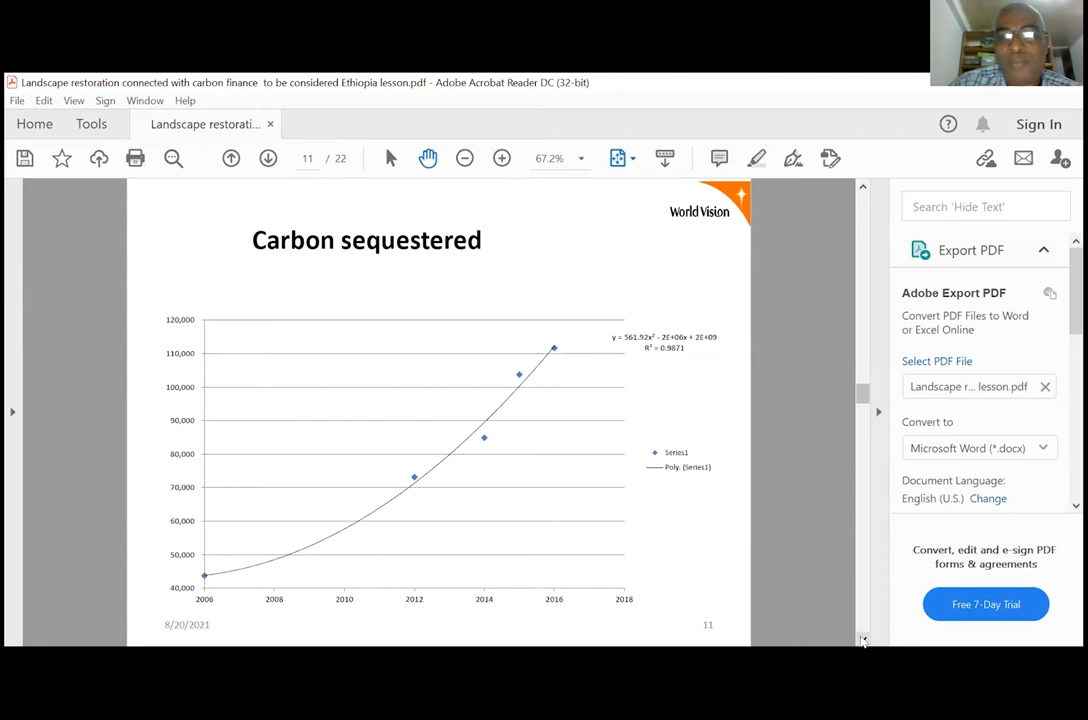 Landscape restoration connected with carbon finance  to be considered Ethiopia lesson.pdf - Adobe Acrobat Reader DC (32-bit)
File Edit View Sign Window Help
Home Tools Landscape restorati... × Sign In
11 / 22 67.2%
World Vision
Carbon sequestered
120,000
110,000
100,000
90,000
80,000
70,000
60,000
50,000
40,000
2006 2008 2010 2012 2014 2016 2018
y = 561.92x² - 2E+06x + 2E+09
R² = 0.9871
Series1
Poly. (Series1)
8/20/2021 11
Search 'Hide Text'
Export PDF
Adobe Export PDF
Convert PDF Files to Word
or Excel Online
Select PDF File
Landscape r... lesson.pdf
Convert to
Microsoft Word (*.docx)
Document Language:
English (U.S.) Change
Convert, edit and e-sign PDF
forms & agreements
Free 7-Day Trial